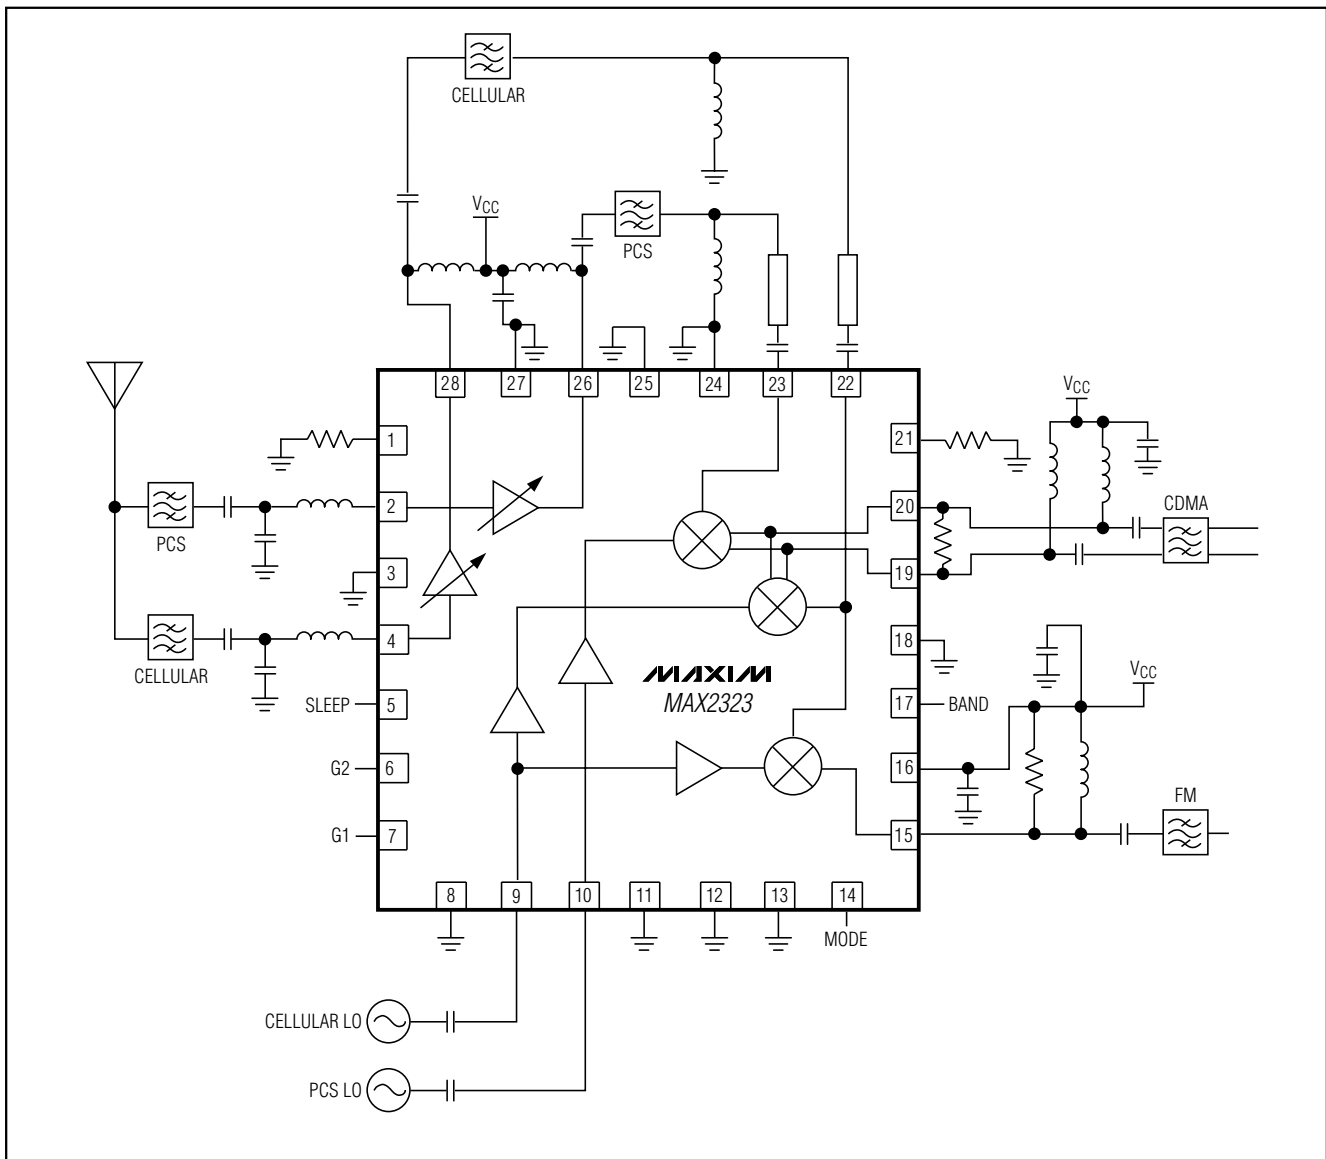 CELLULAR
VCC
PCS
28
27
26
25
24
23
22
VCC
1
21
2
20
CDMA
PCS
3
19
4
18
CELLULAR
MAXIM
MAX2323
VCC
SLEEP
5
17
BAND
G2
6
16
FM
G1
7
15
8
9
10
11
12
13
14
MODE
CELLULAR LO
PCS LO